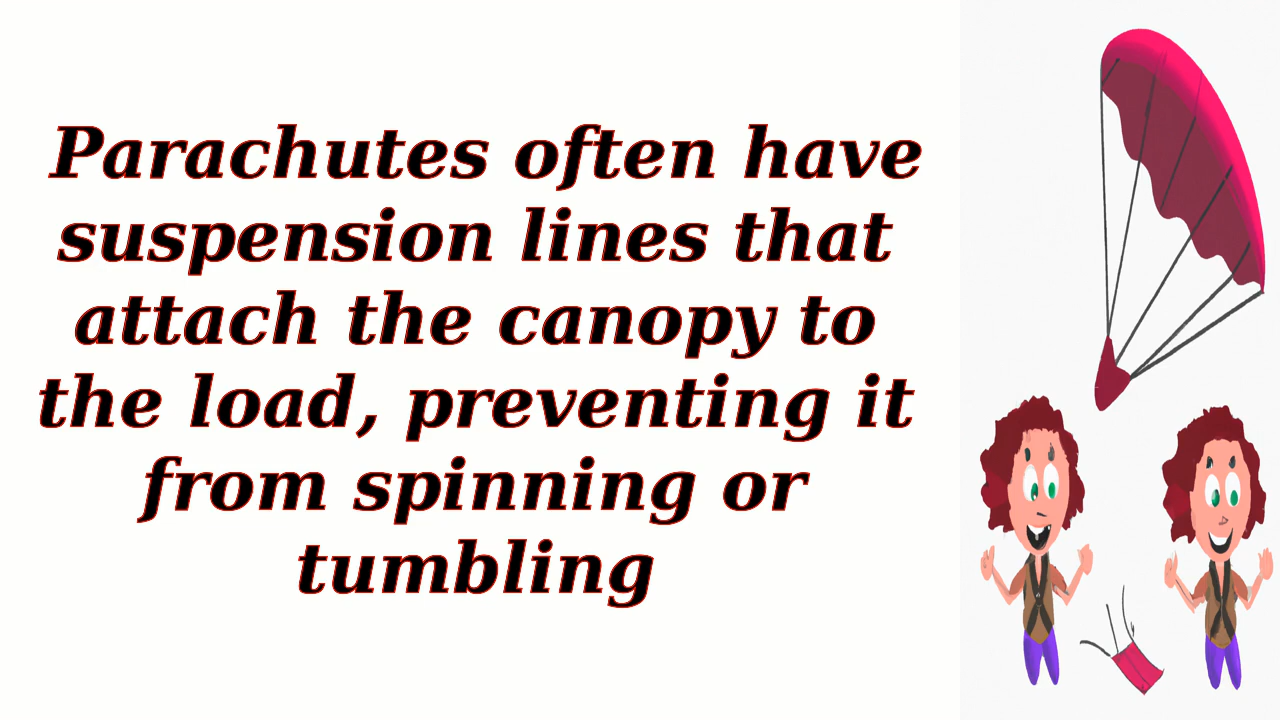 Parachutes often have
suspension lines that
attach the canopy to
the load, preventing it
from spinning or
tumbling